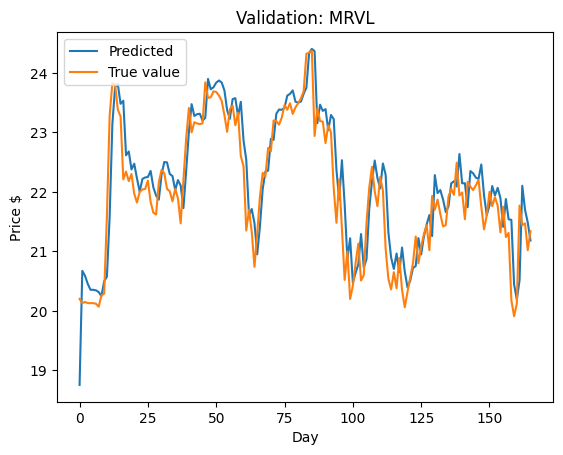 Validation: MRVL
Predicted
True value
24
23
22
21
20
19
Price $
0 25 50 75 100 125 150
Day